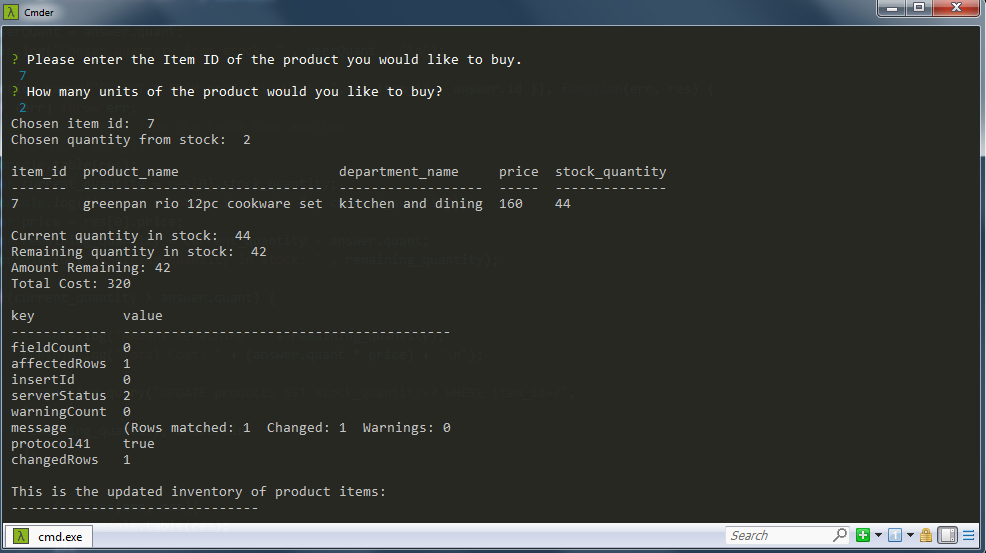 Cmder
? Please enter the Item ID of the product you would like to buy.
7
? How many units of the product would you like to buy?
2
Chosen item id:  7
Chosen quantity from stock:  2
item_id  product_name                    department_name     price  stock_quantity
-------  ------------------------------  ------------------  -----  --------------
7        greenpan rio 12pc cookware set  kitchen and dining  160    44
Current quantity in stock:  44
Remaining quantity in stock:  42
Amount Remaining: 42
Total Cost: 320
key           value
------------  -----------------------------------------
fieldCount    0
affectedRows  1
insertId      0
serverStatus  2
warningCount  0
message       (Rows matched: 1  Changed: 1  Warnings: 0
protocol41    true
changedRows   1
This is the updated inventory of product items:
-------------------------------
cmd.exe
Search